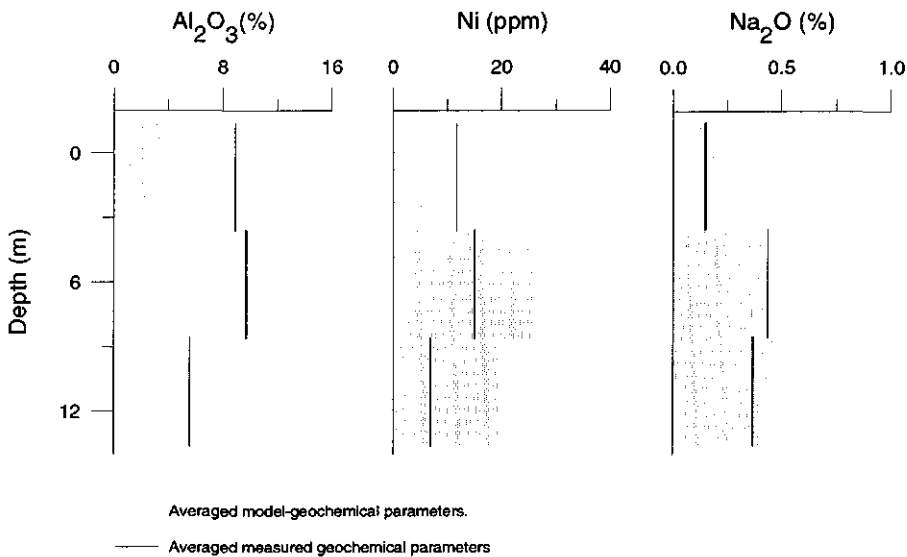 Al2O3(%) Ni (ppm) Na2O (%)
0 8 16 0 20 40 0.0 0.5 1.0
0
6
12
Depth (m)
Averaged model-geochemical parameters.
Averaged measured geochemical parameters